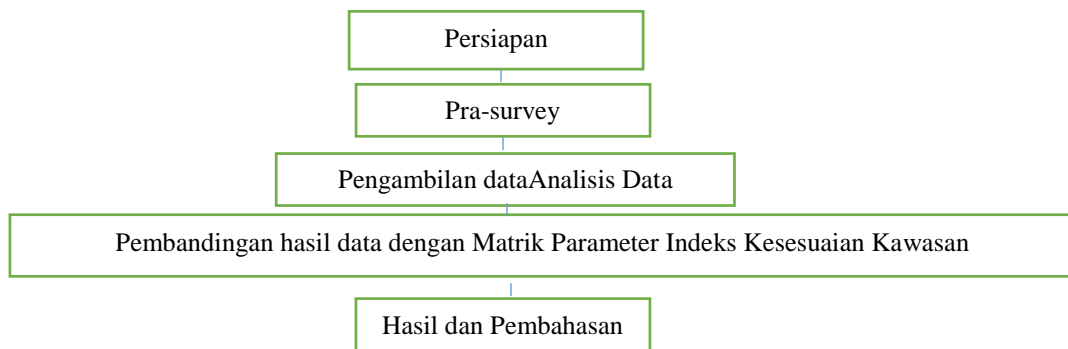 Persiapan
Pra-survey
Pengambilan dataAnalisis Data
Pembandingan hasil data dengan Matrik Parameter Indeks Kesesuaian Kawasan
Hasil dan Pembahasan